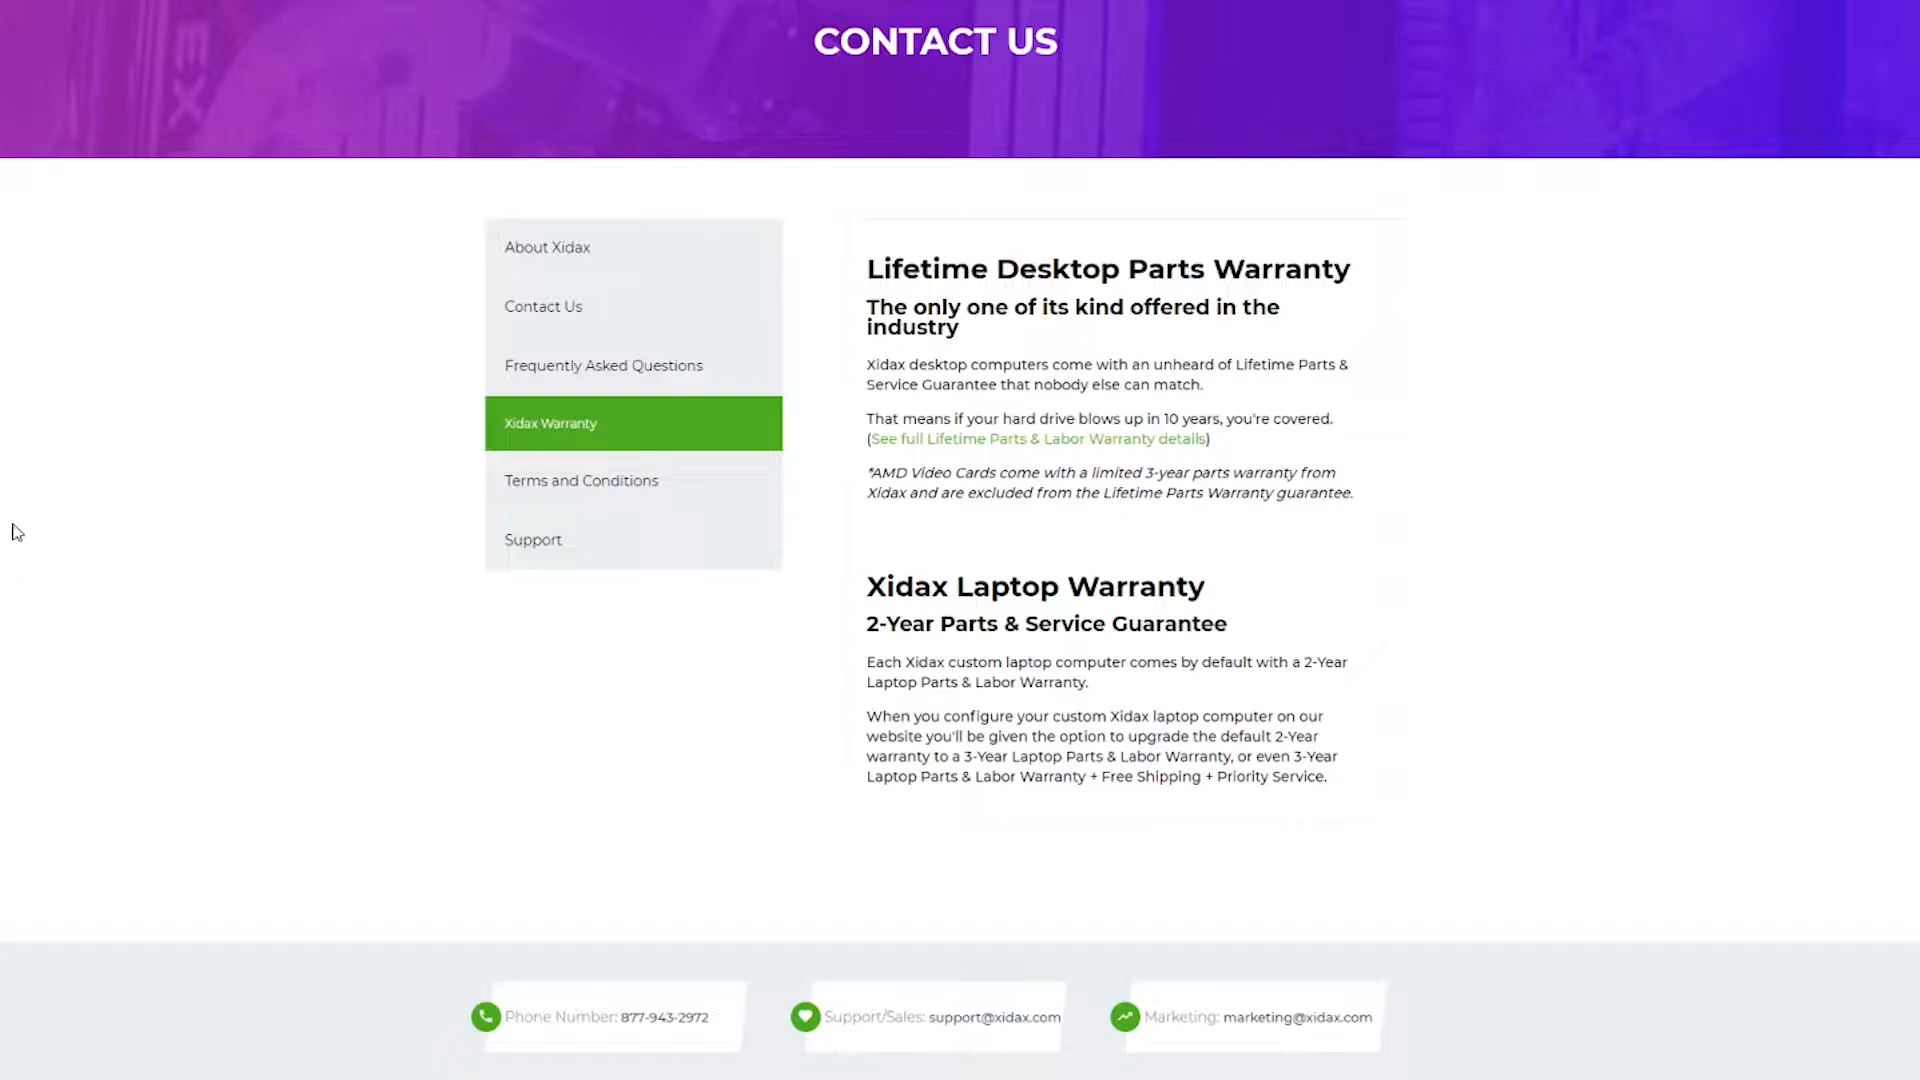 CONTACT US
About Xidax
Contact Us
Frequently Asked Questions
Xidax Warranty
Terms and Conditions
Support
Lifetime Desktop Parts Warranty
The only one of its kind offered in the
industry
Xidax desktop computers come with an unheard of Lifetime Parts &
Service Guarantee that nobody else can match.
That means if your hard drive blows up in 10 years, you're covered.
(See full Lifetime Parts & Labor Warranty details)
*AMD Video Cards come with a limited 3-year parts warranty from
Xidax and are excluded from the Lifetime Parts Warranty guarantee.
Xidax Laptop Warranty
2-Year Parts & Service Guarantee
Each Xidax custom laptop computer comes by default with a 2-Year
Laptop Parts & Labor Warranty.
When you configure your custom Xidax laptop computer on our
website you'll be given the option to upgrade the default 2-Year
warranty to a 3-Year Laptop Parts & Labor Warranty, or even 3-Year
Laptop Parts & Labor Warranty + Free Shipping + Priority Service.
Phone Number: 877-943-2972
Support/Sales: support@xidax.com
Marketing: marketing@xidax.com